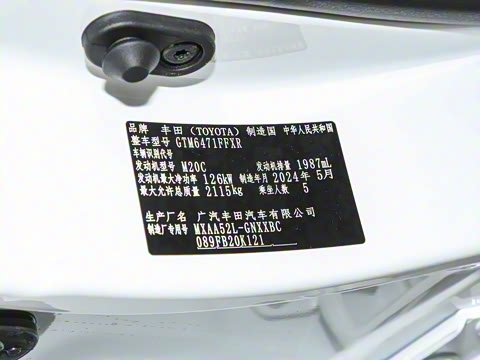 品牌 丰田 (TOYOTA) 制造国 中华人民共和国
整车型号 GTM6471FFXR
车辆识别代号
发动机型号 M20C 发动机排量 1987mL
发动机最大净功率 126kW 制造年月 2024年5月
最大允许总质量 2115kg 乘坐人数 5
生产厂名 广汽丰田汽车有限公司
制造厂专用号 MXAA52L-GNXXBC
089FB20K121